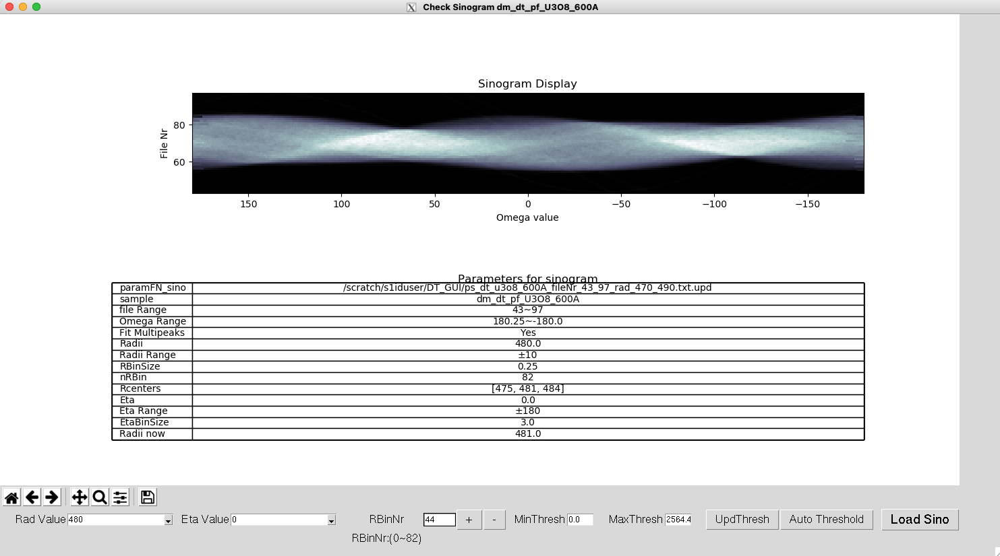 Check Sinogram dm_dt_pf_U3O8_600A
Sinogram Display
File Nr
80
60
150 100 50 0 −50 −100 −150
Omega value
Parameters for sinogram
paramFN_sino /scratch/s1iduser/DT_GUI/ps_dt_u3o8_600A_fileNr_43_97_rad_470_490.txt.upd
sample dm_dt_pf_U3O8_600A
file Range 43~97
Omega Range 180.25~-180.0
Fit Multipeaks Yes
Radii 480.0
Radii Range ±10
RBinSize 0.25
nRBin 82
Rcenters [475, 481, 484]
Eta 0.0
Eta Range ±180
EtaBinSize 3.0
Radii now 481.0
Rad Value 480 Eta Value 0 RBinNr 44 + - MinThresh 0.0 MaxThresh 2564.4 UpdThresh Auto Threshold Load Sino
RBinNr:(0~82)